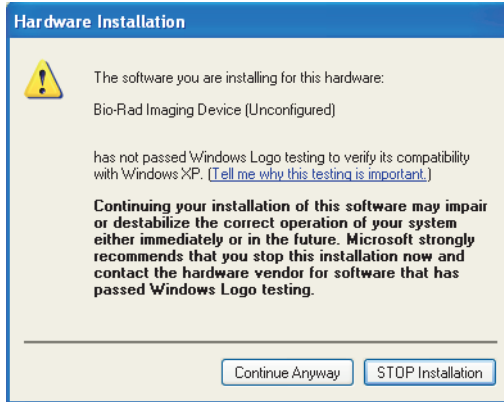 Hardware Installation
The software you are installing for this hardware:
Bio-Rad Imaging Device (Unconfigured)
has not passed Windows Logo testing to verify its compatibility
with Windows XP. (Tell me why this testing is important.)
Continuing your installation of this software may impair
or destabilize the correct operation of your system
either immediately or in the future. Microsoft strongly
recommends that you stop this installation now and
contact the hardware vendor for software that has
passed Windows Logo testing.
Continue Anyway
STOP Installation